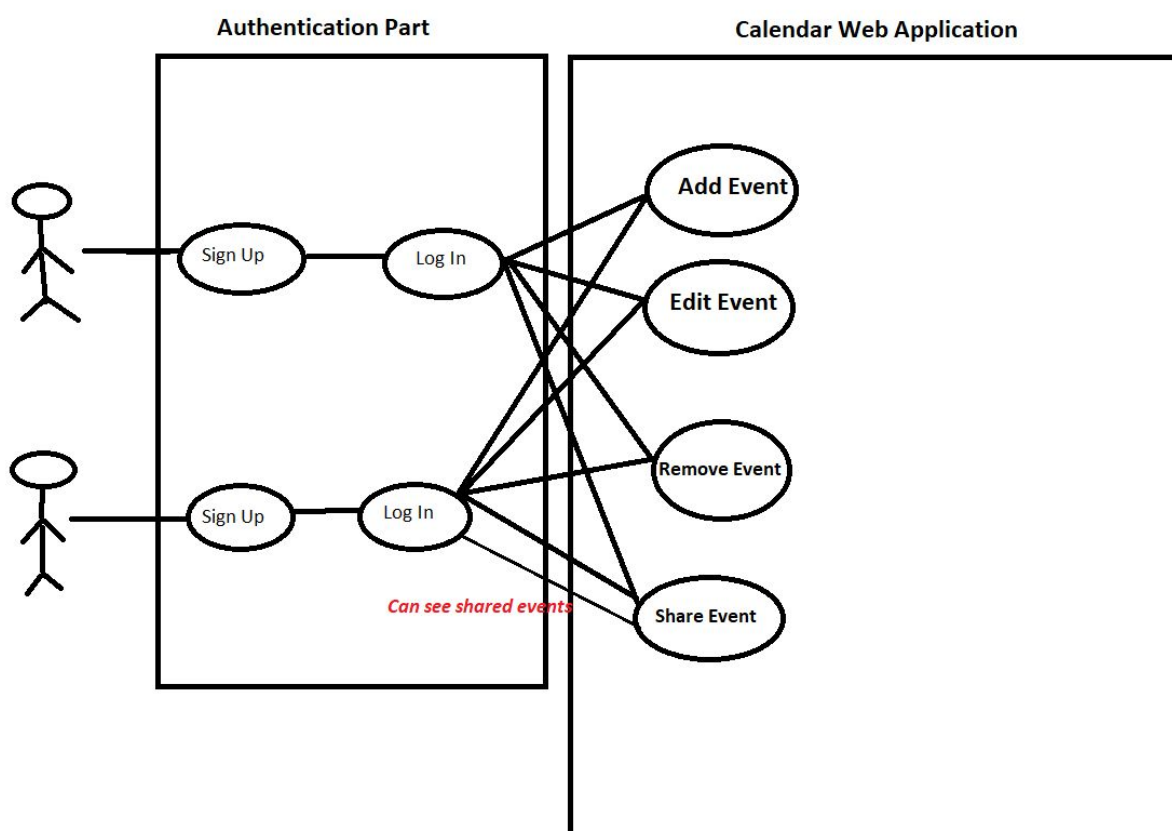 Authentication Part
Calendar Web Application
Add Event
Sign Up
Log In
Edit Event
Remove Event
Sign Up
Log In
Can see shared events
Share Event